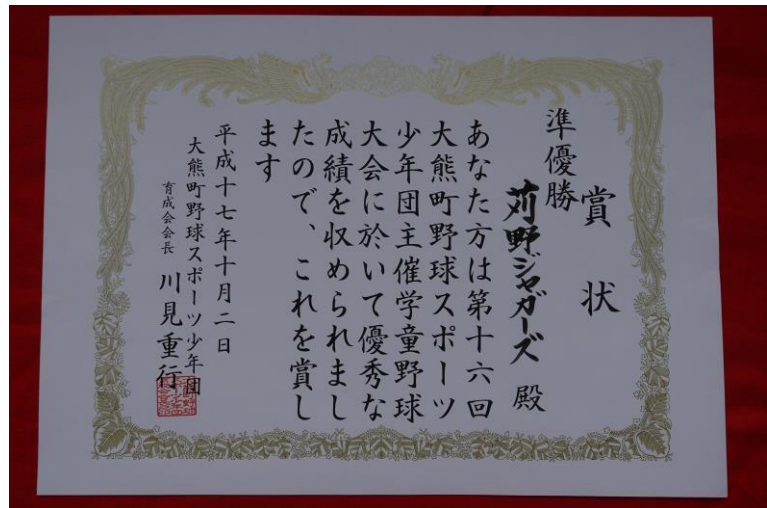 賞状
準優勝
苅野ジャガーズ 殿
あなた方は第十六回
大熊町野球スポーツ
少年団主催学童野球
大会に於いて優秀な
成績を収められまし
たので、これを賞し
ます
平成十七年十月二日
大熊町野球スポーツ少年団
育成会会長 川見重行